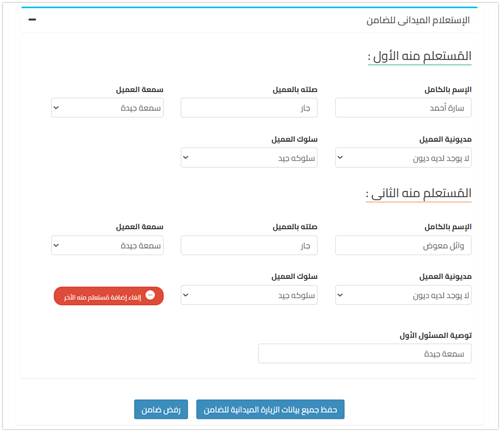 الإستعلام الميدانى للضامن
المُستعلم منه الأول :
الإسم بالكامل صلته بالعميل سمعة العميل
سارة أحمد جار سمعة جيدة
مديونية العميل سلوك العميل
لا يوجد لديه ديون سلوكه جيد
المُستعلم منه الثانى :
الإسم بالكامل صلته بالعميل سمعة العميل
وائل معوض جار سمعة جيدة
مديونية العميل سلوك العميل
لا يوجد لديه ديون سلوكه جيد إلغاء إضافة مُستعلم منه الأخر
توصية المسئول الأول
سمعة جيدة
حفظ جميع بيانات الزيارة الميدانية للضامن رفض ضامن